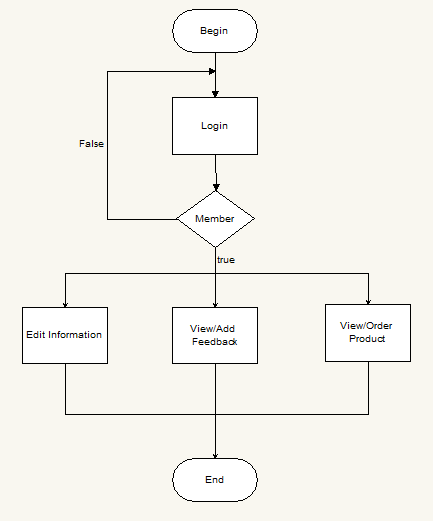 Begin
Login
False
Member
true
Edit Information
View/Add
Feedback
View/Order
Product
End